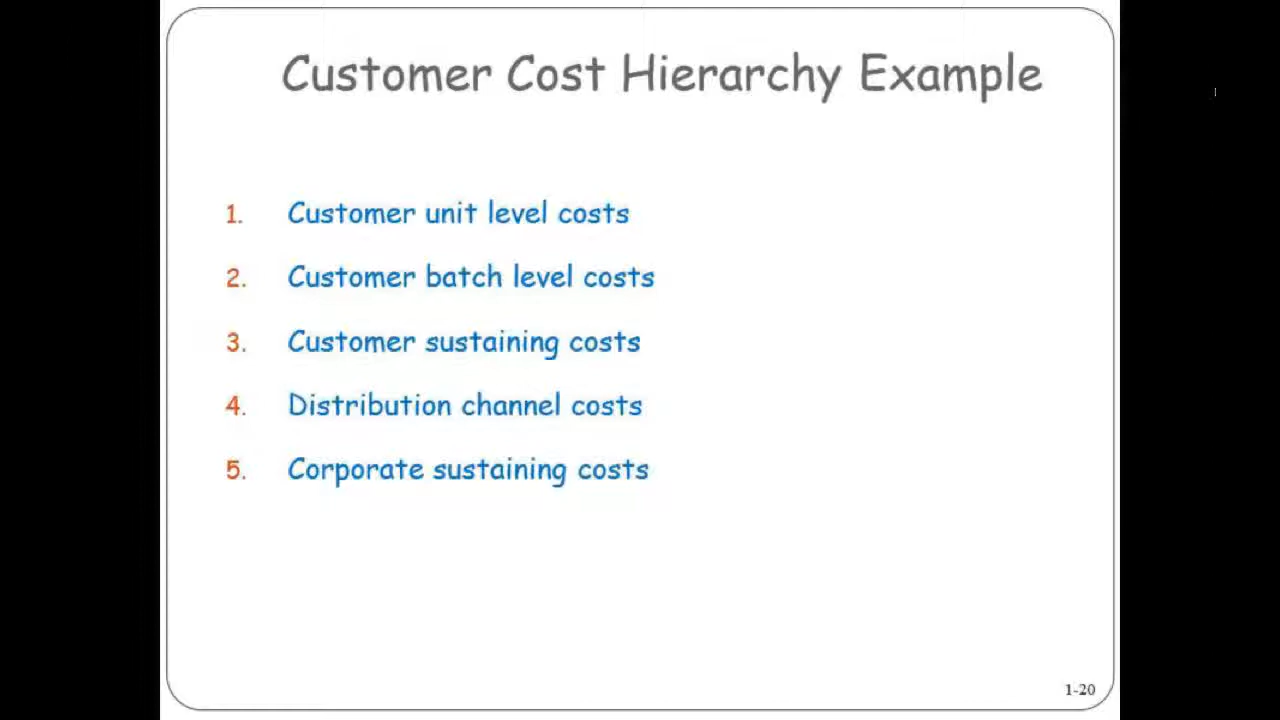 Customer Cost Hierarchy Example
1. Customer unit level costs
2. Customer batch level costs
3. Customer sustaining costs
4. Distribution channel costs
5. Corporate sustaining costs
1-20